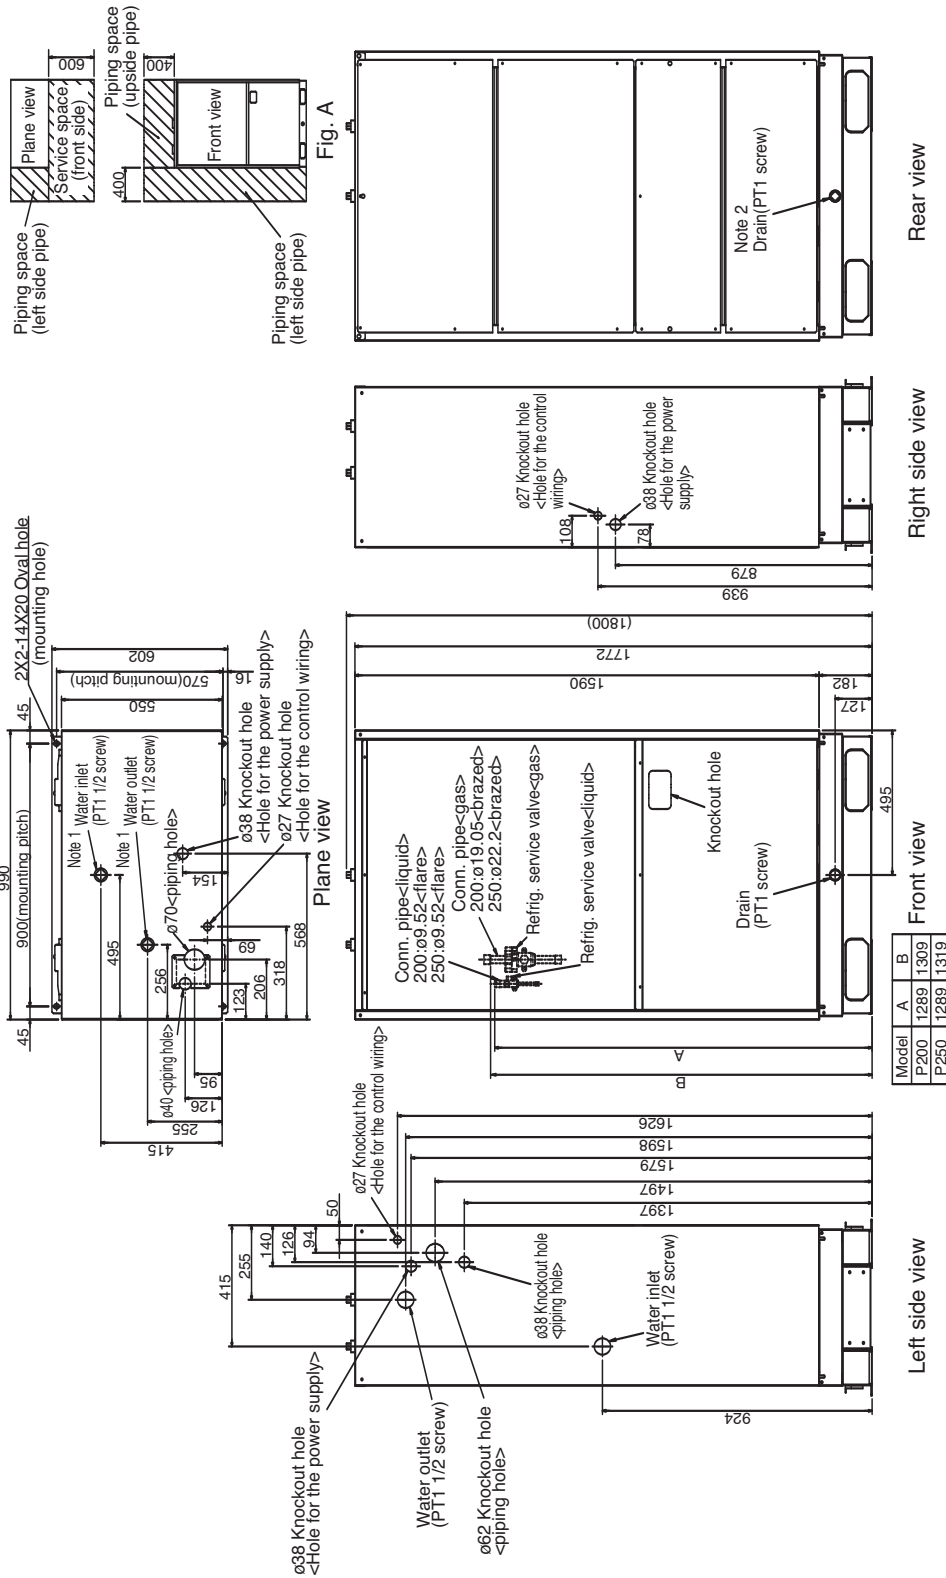 Piping space
(left side pipe)
Plane view
Service space
(front side)
600
Piping space
(upside pipe)
400
400
Front view
Piping space
(left side pipe)
Fig. A
2X2-14X20 Oval hole
(mounting hole)
990
45
900(mounting pitch)
45
602
570(mounting pitch)
550
16
Note 1 Water inlet
(PT1 1/2 screw)
Note 1 Water outlet
(PT1 1/2 screw)
ø70<piping hole>
ø40<piping hole>
ø38 Knockout hole
<Hole for the power supply>
ø27 Knockout hole
<Hole for the control wiring>
495
256
154
69
123
206
318
568
95
126
255
415
Plane view
Note 2
Drain(PT1 screw)
Rear view
ø27 Knockout hole
<Hole for the control
wiring>
ø38 Knockout hole
<Hole for the power
supply>
108
78
879
939
Right side view
(1800)
1772
1590
182
127
495
Conn. pipe<liquid>
200:ø9.52<flare>
250:ø9.52<flare>
Conn. pipe<gas>
200:ø19.05<brazed>
250:ø22.2<brazed>
Refrig. service valve<gas>
Refrig. service valve<liquid>
Knockout hole
Drain
(PT1 screw)
A
B
Front view
Model A B
P200 1289 1309
P250 1289 1319
ø27 Knockout hole
<Hole for the control wiring>
50
94
126
140
255
415
1626
1598
1579
1497
1397
924
ø38 Knockout hole
<Hole for the power supply>
Water outlet
(PT1 1/2 screw)
ø62 Knockout hole
<piping hole>
ø38 Knockout hole
<piping hole>
Water inlet
(PT1 1/2 screw)
Left side view